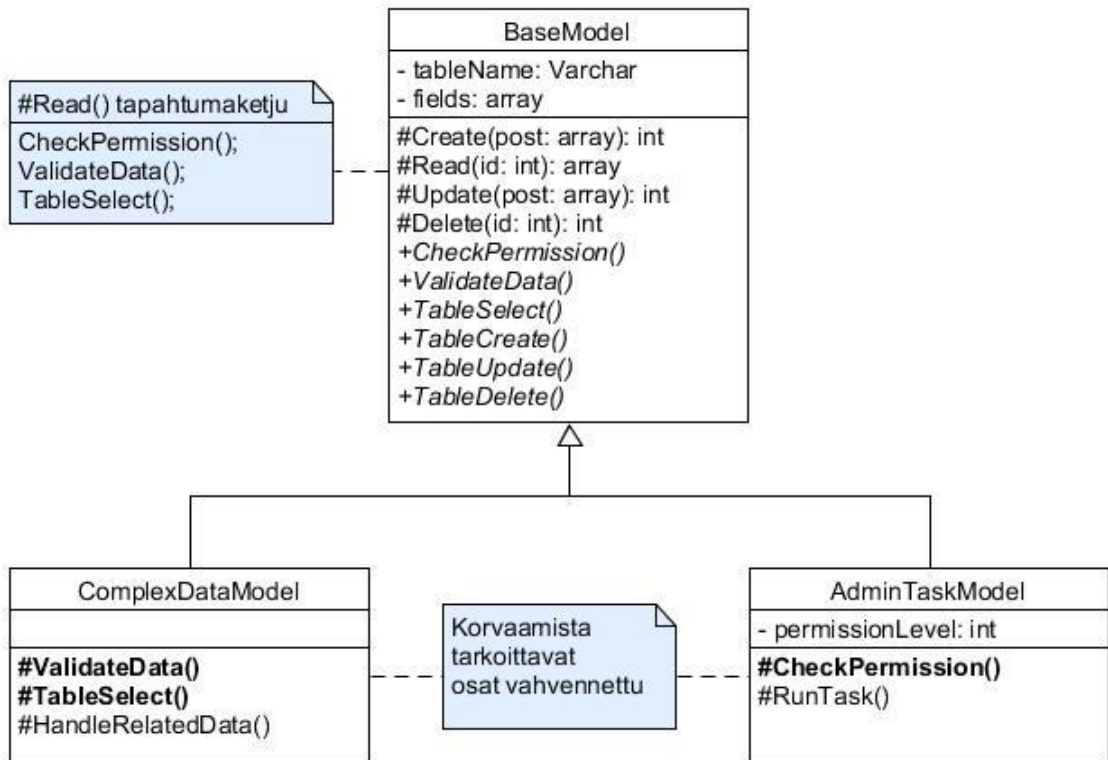 BaseModel
- tableName: Varchar
- fields: array
#Create(post: array): int
#Read(id: int): array
#Update(post: array): int
#Delete(id: int): int
+CheckPermission()
+ValidateData()
+TableSelect()
+TableCreate()
+TableUpdate()
+TableDelete()
#Read() tapahtumaketju
CheckPermission();
ValidateData();
TableSelect();
ComplexDataModel
#ValidateData()
#TableSelect()
#HandleRelatedData()
Korvaamista
tarkoittavat
osat vahvennettu
AdminTaskModel
- permissionLevel: int
#CheckPermission()
#RunTask()